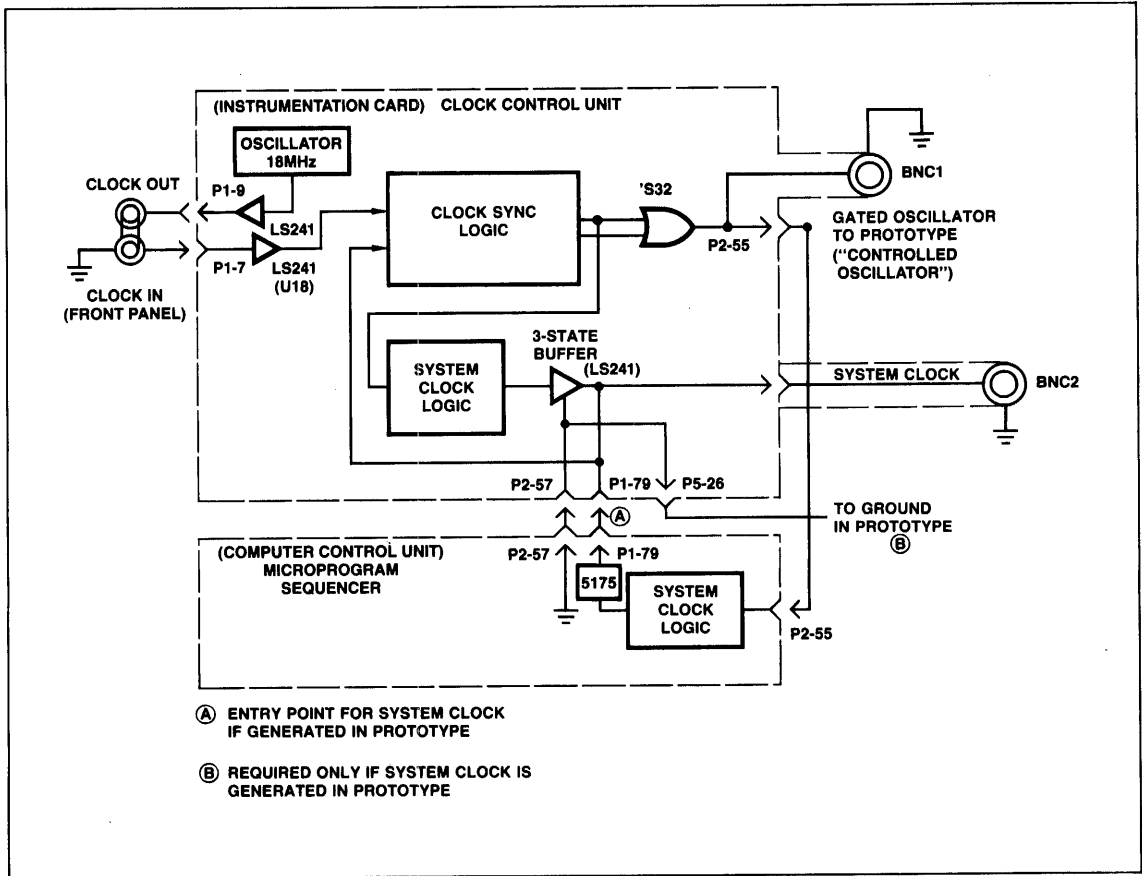 (INSTRUMENTATION CARD) CLOCK CONTROL UNIT
OSCILLATOR
18MHz
CLOCK OUT
P1-9
LS241
P1-7
LS241
(U18)
CLOCK IN
(FRONT PANEL)
CLOCK SYNC
LOGIC
'S32
P2-55
BNC1
GATED OSCILLATOR
TO PROTOTYPE
("CONTROLLED
OSCILLATOR")
3-STATE
BUFFER
(LS241)
SYSTEM
CLOCK
LOGIC
SYSTEM CLOCK
BNC2
P2-57
P1-79
P5-26
A
TO GROUND
IN PROTOTYPE
B
(COMPUTER CONTROL UNIT)
MICROPROGRAM
SEQUENCER
P2-57
P1-79
5175
SYSTEM
CLOCK
LOGIC
P2-55
A ENTRY POINT FOR SYSTEM CLOCK
IF GENERATED IN PROTOTYPE
B REQUIRED ONLY IF SYSTEM CLOCK IS
GENERATED IN PROTOTYPE